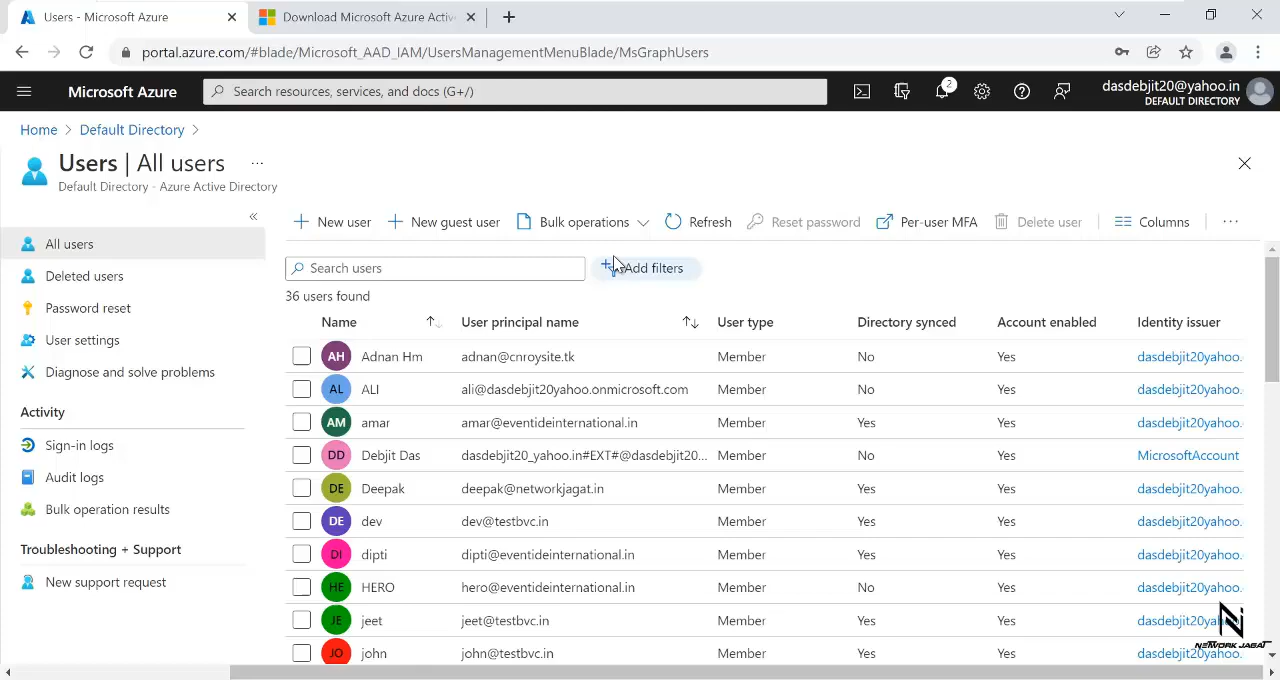 Users - Microsoft Azure
Download Microsoft Azure Activ
portal.azure.com/#blade/Microsoft_AAD_IAM/UsersManagementMenuBlade/MsGraphUsers
Microsoft Azure
Search resources, services, and docs (G+/)
2
dasdebjit20@yahoo.in
DEFAULT DIRECTORY
Home > Default Directory >
Users | All users ...
Default Directory - Azure Active Directory
«
All users
Deleted users
Password reset
User settings
Diagnose and solve problems
Activity
Sign-in logs
Audit logs
Bulk operation results
Troubleshooting + Support
New support request
New user New guest user Bulk operations Refresh Reset password Per-user MFA Delete user Columns ...
Search users Add filters
36 users found
Name User principal name User type Directory synced Account enabled Identity issuer
AH Adnan Hm adnan@cnroysite.tk Member No Yes dasdebjit20yahoo.
AL ALI ali@dasdebjit20yahoo.onmicrosoft.com Member No Yes dasdebjit20yahoo.
AM amar amar@eventideinternational.in Member Yes Yes dasdebjit20yahoo.
DD Debjit Das dasdebjit20_yahoo.in#EXT#@dasdebjit20... Member No Yes MicrosoftAccount
DE Deepak deepak@networkjagat.in Member Yes Yes dasdebjit20yahoo.
DE dev dev@testbvc.in Member Yes Yes dasdebjit20yahoo.
DI dipti dipti@eventideinternational.in Member Yes Yes dasdebjit20yahoo.
HE HERO hero@eventideinternational.in Member No Yes dasdebjit20yahoo.
JE jeet jeet@testbvc.in Member Yes Yes dasdebjit20yahoo.
JO john john@testbvc.in Member Yes Yes dasdebjit20yahoo.
NETWORK JAGAT